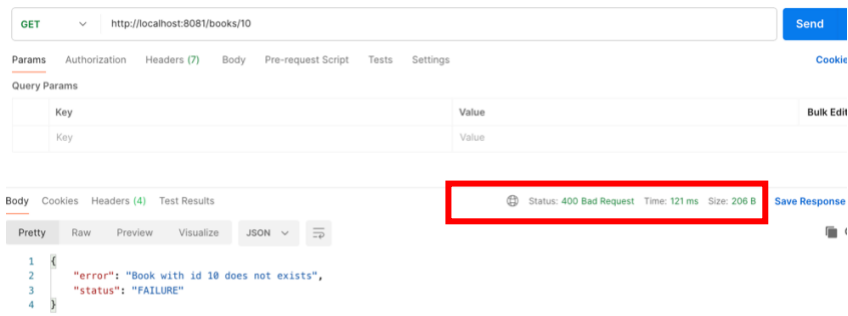 GET http://localhost:8081/books/10 Send
Params Authorization Headers (7) Body Pre-request Script Tests Settings Cookie
Query Params
Key Value Bulk Edit
Key Value
Body Cookies Headers (4) Test Results Status: 400 Bad Request Time: 121 ms Size: 206 B Save Response
Pretty Raw Preview Visualize JSON
1 {
2 "error": "Book with id 10 does not exists",
3 "status": "FAILURE"
4 }